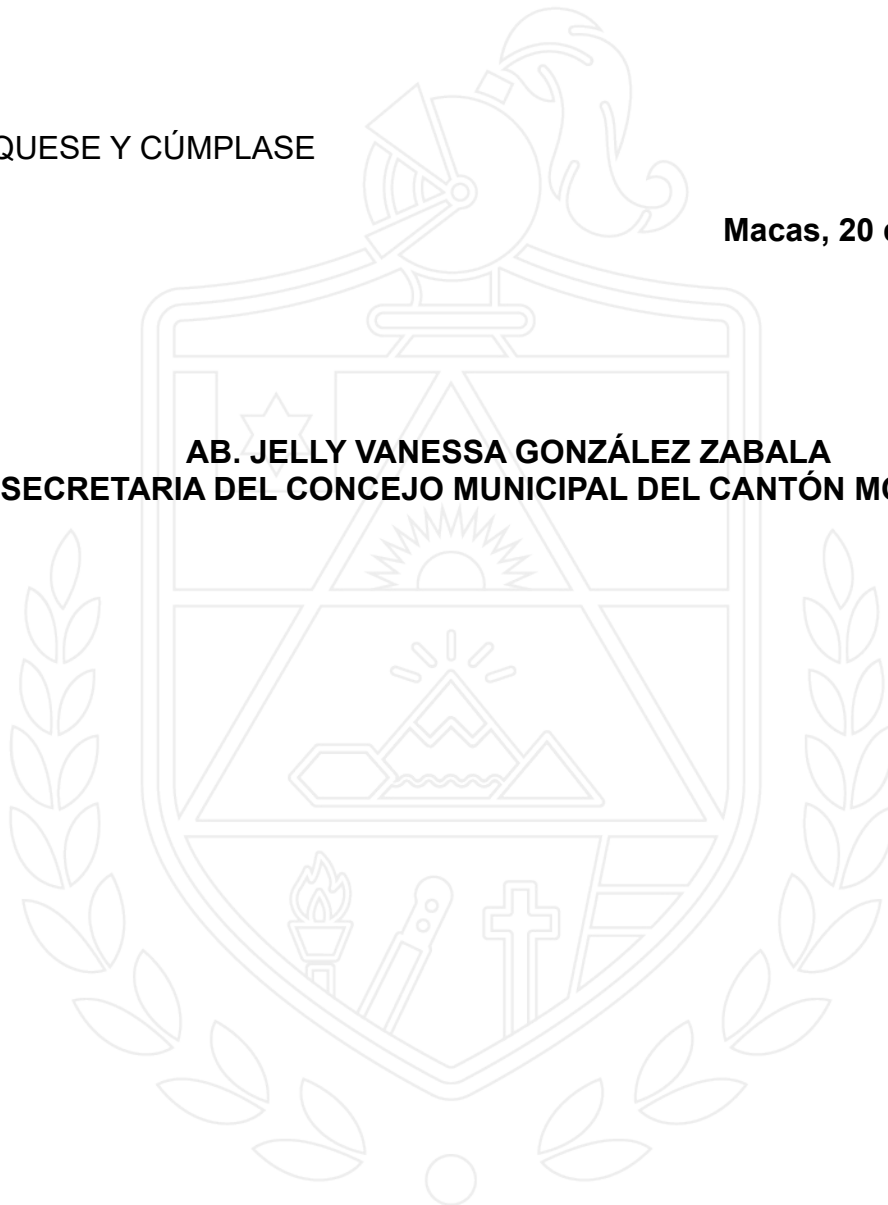 QUESE Y CÚMPLASE
Macas, 20
AB. JELLY VANESSA GONZÁLEZ ZABALA
SECRETARIA DEL CONCEJO MUNICIPAL DEL CANTÓN